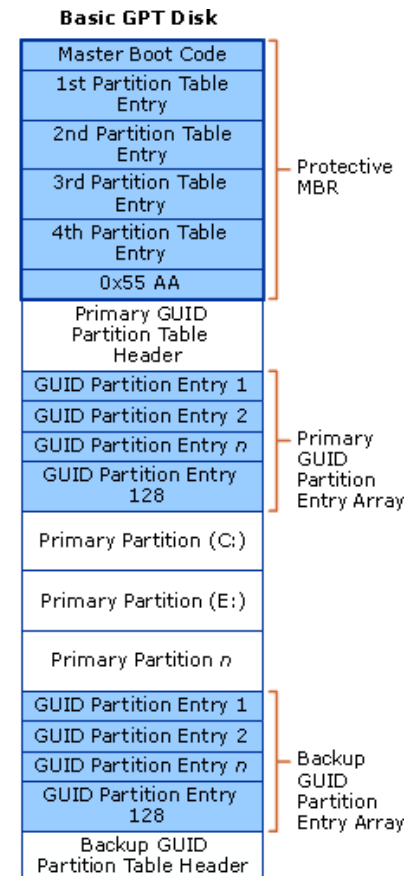 Basic GPT Disk
Master Boot Code
1st Partition Table
Entry
2nd Partition Table
Entry
3rd Partition Table
Entry
4th Partition Table
Entry
0x55 AA
Protective
MBR
Primary GUID
Partition Table
Header
GUID Partition Entry 1
GUID Partition Entry 2
GUID Partition Entry n
GUID Partition Entry
128
Primary
GUID
Partition
Entry Array
Primary Partition (C:)
Primary Partition (E:)
Primary Partition n
GUID Partition Entry 1
GUID Partition Entry 2
GUID Partition Entry n
GUID Partition Entry
128
Backup
GUID
Partition
Entry Array
Backup GUID
Partition Table Header